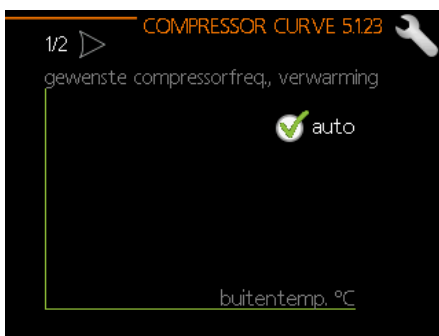 COMPRESSOR CURVE 5.1.23
1/2
gewenste compressorfreq., verwarming
auto
buitentemp. °C